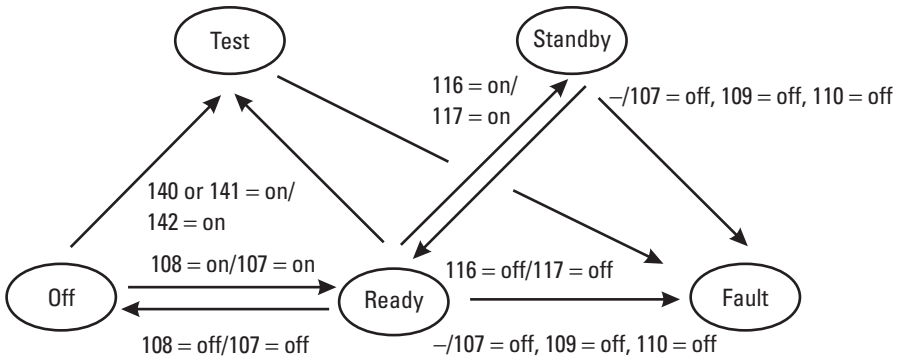 Test
Standby
116 = on/
117 = on
–/107 = off, 109 = off, 110 = off
140 or 141 = on/
142 = on
108 = on/107 = on
116 = off/117 = off
Off
Ready
Fault
108 = off/107 = off
–/107 = off, 109 = off, 110 = off